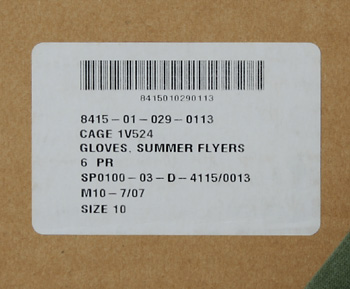 8415010290113
8415-01-029-0113
CAGE 1V524
GLOVES, SUMMER FLYERS
6 PR
SP0100-03-D-4115/0013
M10-7/07
SIZE 10